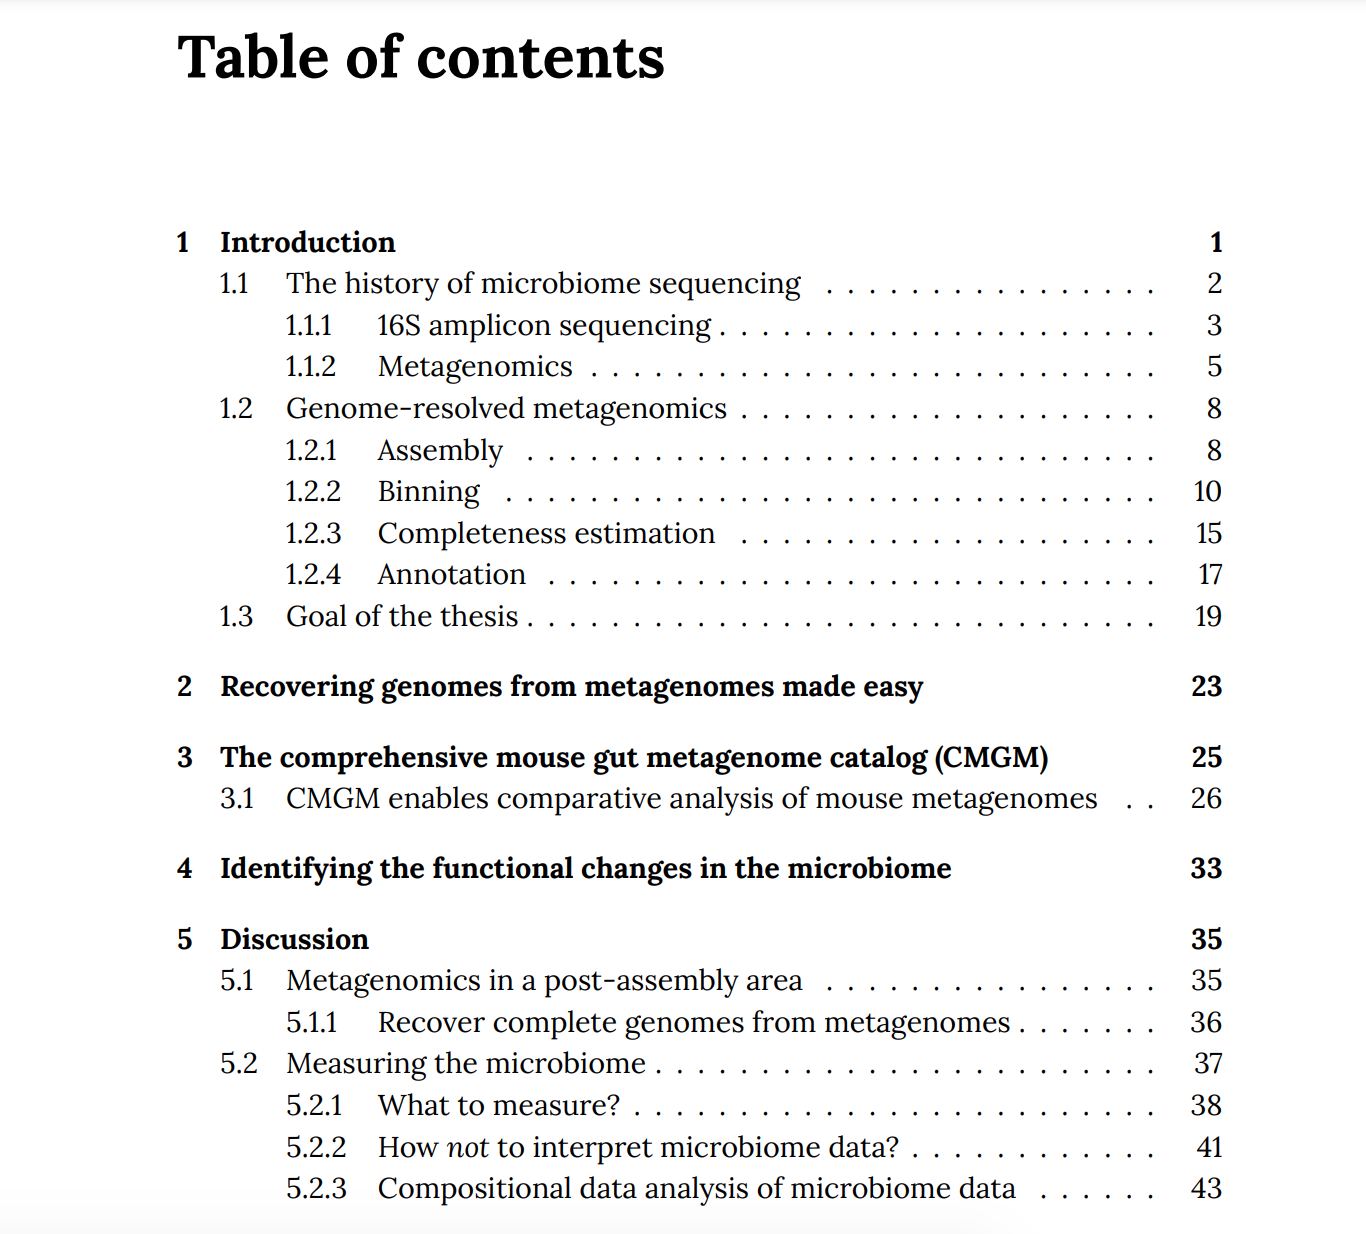 Table of contents
1 Introduction 1
1.1 The history of microbiome sequencing . . . . . . . . . . . . . . . . 2
1.1.1 16S amplicon sequencing . . . . . . . . . . . . . . . . . . . . . 3
1.1.2 Metagenomics . . . . . . . . . . . . . . . . . . . . . . . . . . . 5
1.2 Genome-resolved metagenomics . . . . . . . . . . . . . . . . . . . . 8
1.2.1 Assembly . . . . . . . . . . . . . . . . . . . . . . . . . . . . . . 8
1.2.2 Binning . . . . . . . . . . . . . . . . . . . . . . . . . . . . . . . 10
1.2.3 Completeness estimation . . . . . . . . . . . . . . . . . . . . 15
1.2.4 Annotation . . . . . . . . . . . . . . . . . . . . . . . . . . . . . 17
1.3 Goal of the thesis . . . . . . . . . . . . . . . . . . . . . . . . . . . . . . 19
2 Recovering genomes from metagenomes made easy 23
3 The comprehensive mouse gut metagenome catalog (CMGM) 25
3.1 CMGM enables comparative analysis of mouse metagenomes . . 26
4 Identifying the functional changes in the microbiome 33
5 Discussion 35
5.1 Metagenomics in a post-assembly area . . . . . . . . . . . . . . . . 35
5.1.1 Recover complete genomes from metagenomes . . . . . . . 36
5.2 Measuring the microbiome . . . . . . . . . . . . . . . . . . . . . . . . 37
5.2.1 What to measure? . . . . . . . . . . . . . . . . . . . . . . . . . 38
5.2.2 How not to interpret microbiome data? . . . . . . . . . . . . 41
5.2.3 Compositional data analysis of microbiome data . . . . . . 43